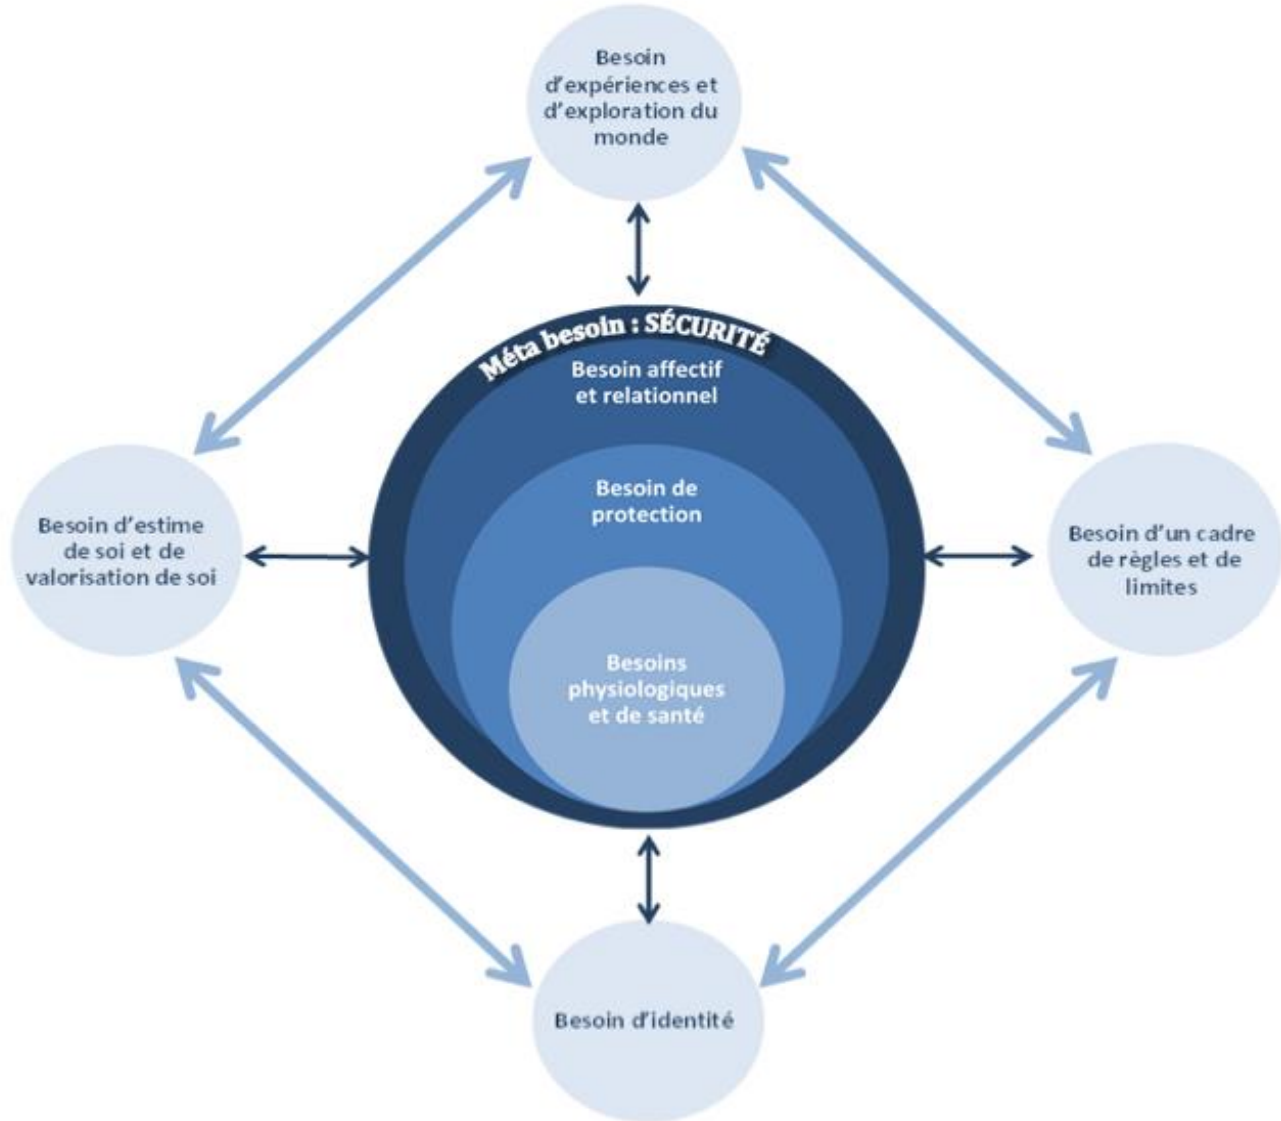 Besoin
d'expériences et
d'exploration du
monde
Méta besoin : SÉCURITÉ
Besoin affectif
et relationnel
Besoin de
protection
Besoin d'estime
de soi et de
valorisation de soi
Besoin d'un cadre
de règles et de
limites
Besoins
physiologiques
et de santé
Besoin d'identité